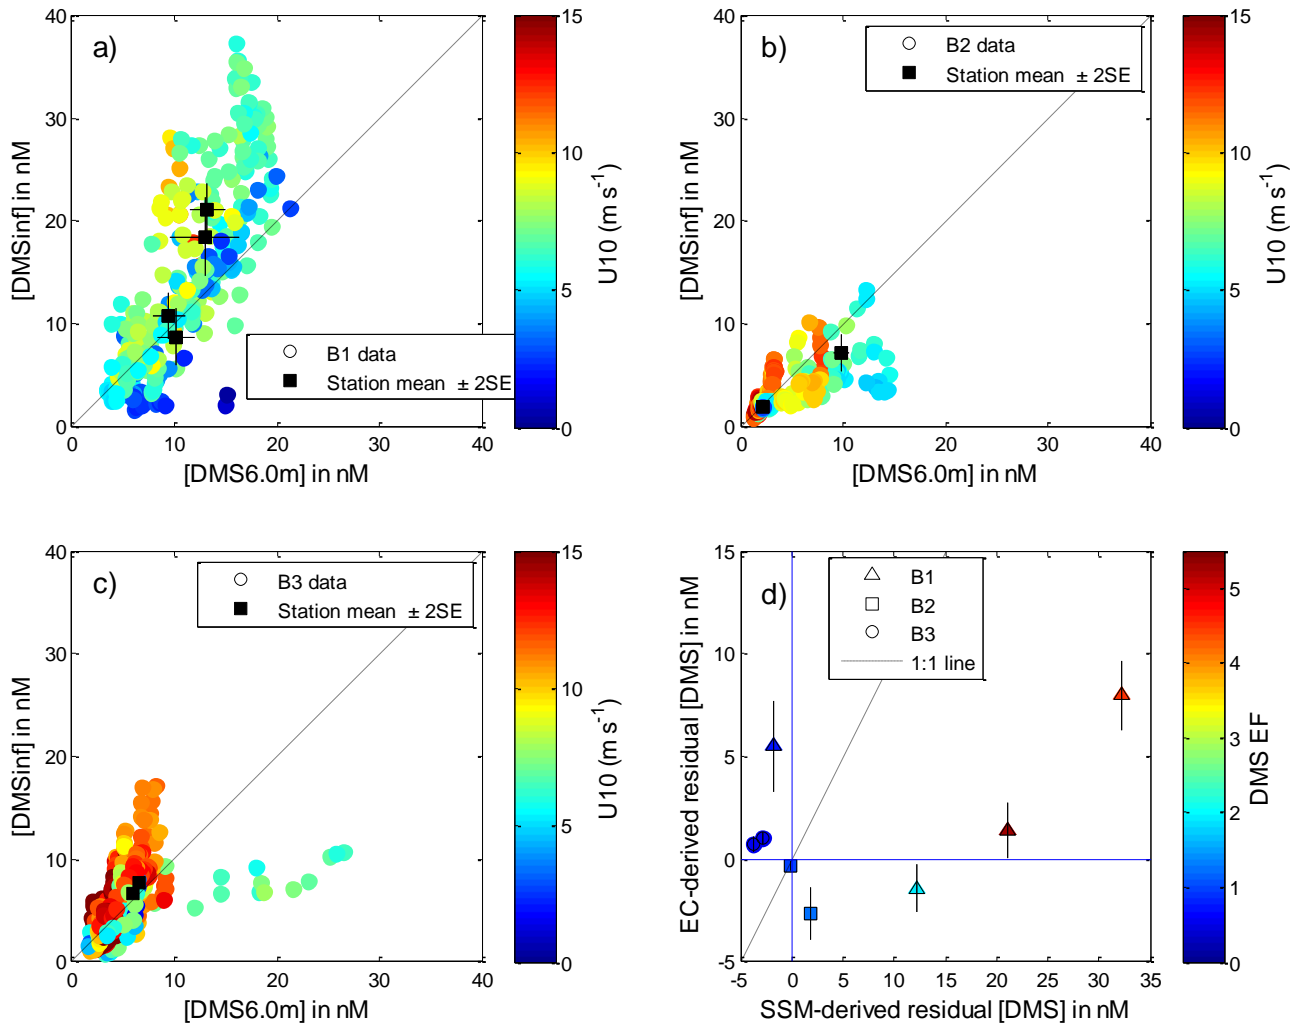 a)
40
30
20
10
0
0
10
20
30
40
[DMSinf] in nM
[DMS6.0m] in nM
B1 data
Station mean ± 2SE
15
10
5
0
U10 (m s-1)
b)
40
30
20
10
0
0
10
20
30
40
[DMSinf] in nM
[DMS6.0m] in nM
B2 data
Station mean ± 2SE
15
10
5
0
U10 (m s-1)
c)
40
30
20
10
0
0
10
20
30
40
[DMSinf] in nM
[DMS6.0m] in nM
B3 data
Station mean ± 2SE
15
10
5
0
U10 (m s-1)
d)
15
10
5
0
-5
-5
0
5
10
15
20
25
30
35
EC-derived residual [DMS] in nM
SSM-derived residual [DMS] in nM
B1
B2
B3
1:1 line
5
4
3
2
1
0
DMS EF